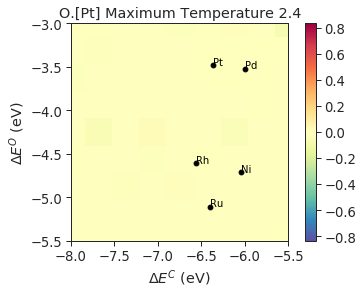 O.[Pt] Maximum Temperature 2.4
ΔE^O (eV)
−3.0
−3.5
−4.0
−4.5
−5.0
−5.5
Pt
Pd
Rh
Ni
Ru
−8.0 −7.5 −7.0 −6.5 −6.0 −5.5
ΔE^C (eV)
0.8
0.6
0.4
0.2
0.0
−0.2
−0.4
−0.6
−0.8